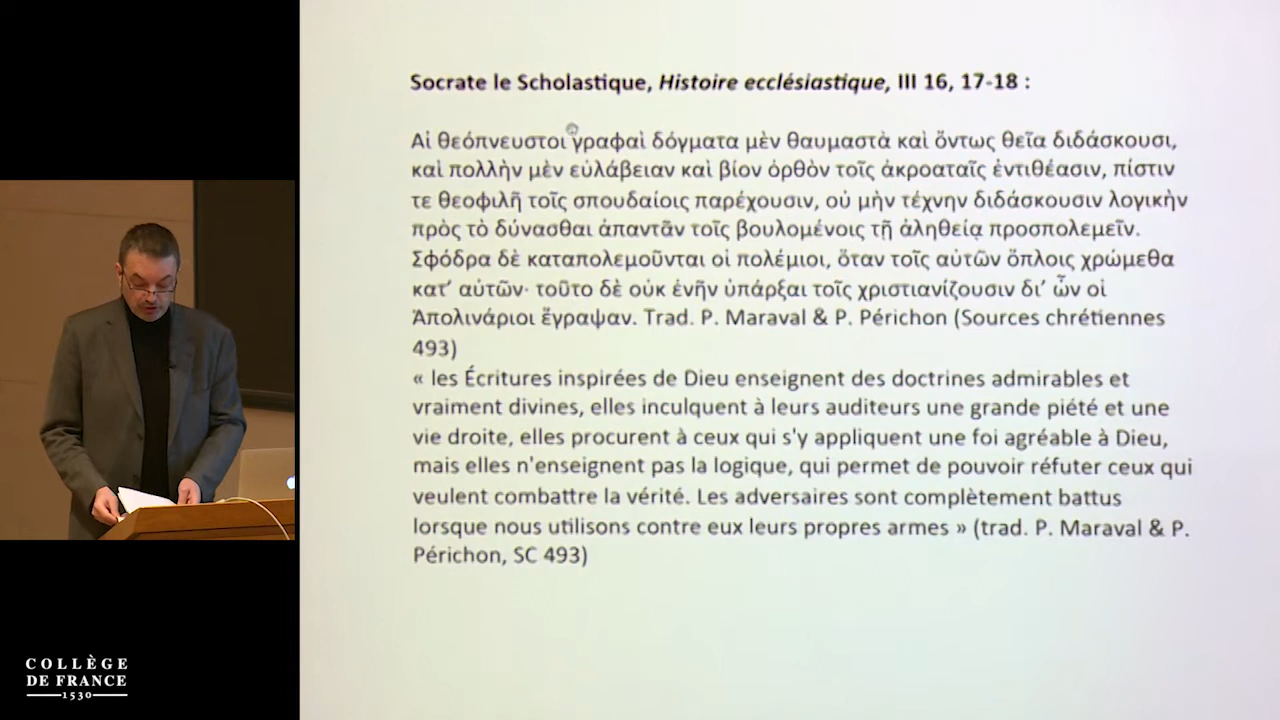 Socrate le Scholastique, Histoire ecclésiastique, III 16, 17-18 :
Αἱ θεόπνευστοι γραφαὶ δόγματα μὲν θαυμαστὰ καὶ ὄντως θεῖα διδάσκουσι,
καὶ πολλὴν μὲν εὐλάβειαν καὶ βίον ὀρθὸν τοῖς ἀκροαταῖς ἐντιθέασιν, πίστιν
τε θεοφιλῆ τοῖς σπουδαίοις παρέχουσιν, οὐ μὴν τέχνην διδάσκουσιν λογικὴν
πρὸς τὸ δύνασθαι ἀπαντᾶν τοῖς βουλομένοις τῇ ἀληθείᾳ προσπολεμεῖν.
Σφόδρα δὲ καταπολεμοῦνται οἱ πολέμιοι, ὅταν τοῖς αὐτῶν ὅπλοις χρώμεθα
κατ’ αὐτῶν· τοῦτο δὲ οὐκ ἐνῆν ὑπάρξαι τοῖς χριστιανίζουσιν δι’ ὧν οἱ
Ἀπολινάριοι ἔγραψαν. Trad. P. Maraval & P. Périchon (Sources chrétiennes
493)
« les Écritures inspirées de Dieu enseignent des doctrines admirables et
vraiment divines, elles inculquent à leurs auditeurs une grande piété et une
vie droite, elles procurent à ceux qui s'y appliquent une foi agréable à Dieu,
mais elles n'enseignent pas la logique, qui permet de pouvoir réfuter ceux qui
veulent combattre la vérité. Les adversaires sont complètement battus
lorsque nous utilisons contre eux leurs propres armes » (trad. P. Maraval & P.
Périchon, SC 493)
COLLÈGE
DE FRANCE
1530